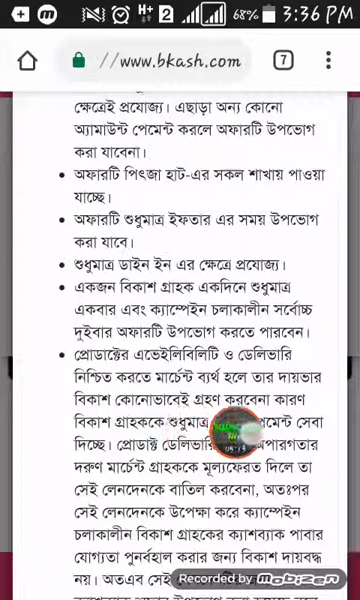 H+ 2 68% 3:36 PM
//www.bkash.com 7
ক্ষেত্রেই প্রযোজ্য। এছাড়া অন্য কোনো
অ্যামাউন্ট পেমেন্ট করলে অফারটি উপভোগ
করা যাবেনা।
• অফারটি পিৎজা হাট-এর সকল শাখায় পাওয়া
যাচ্ছে।
• অফারটি শুধুমাত্র ইফতার এর সময় উপভোগ
করা যাবে।
• শুধুমাত্র ডাইন ইন এর ক্ষেত্রে প্রযোজ্য।
• একজন বিকাশ গ্রাহক একদিনে শুধুমাত্র
একবার এবং ক্যাম্পেইন চলাকালীন সর্বোচ্চ
দুইবার অফারটি উপভোগ করতে পারবেন।
• প্রোডাক্টের এভেইলিবিলিটি ও ডেলিভারি
নিশ্চিত করতে মার্চেন্ট ব্যর্থ হলে তার দায়ভার
বিকাশ কোনোভাবেই গ্রহণ করবেনা কারণ
বিকাশ গ্রাহককে শুধুমাত্র সেবা
দিচ্ছে। প্রোডাক্ট ডেলিভারি
05:13
দরুণ মার্চেন্ট গ্রাহককে মূল্যফেরত দিলে তা
সেই লেনদেনকে বাতিল করবেনা, অতঃপর
সেই লেনদেনকে উপেক্ষা করে ক্যাম্পেইন
চলাকালীন বিকাশ গ্রাহকের ক্যাশব্যাক পাবার
যোগ্যতা পুনর্বহাল করার জন্য বিকাশ দায়বদ্ধ
নয়। অতএব সেই
Recorded by mobizen